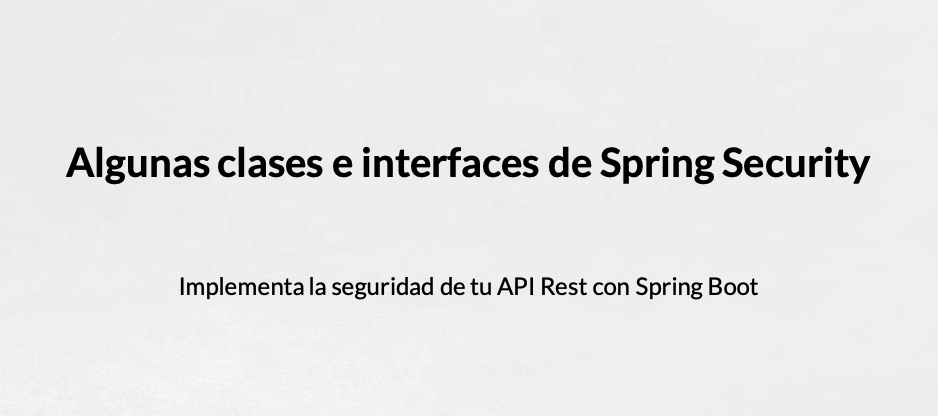 Algunas clases e interfaces de Spring Security
Implementa la seguridad de tu API Rest con Spring Boot